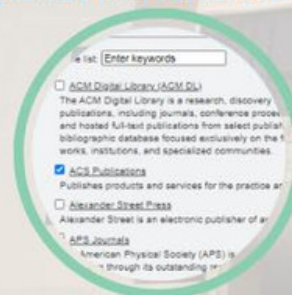 list: Enter keywords
ACM Digital Library (ACM DL)
The ACM Digital Library is a research, discovery
publications, including journals, conference
and hosted full-text publications from select
bibliographic database focused exclusively on the
works, institutions, and specialized communities.
ACS Publications
Publishes products and services for the practice
Alexander Street Press
Alexander Street is an electronic publisher of
APS Journals
American Physical Society (APS) is
through its outstanding